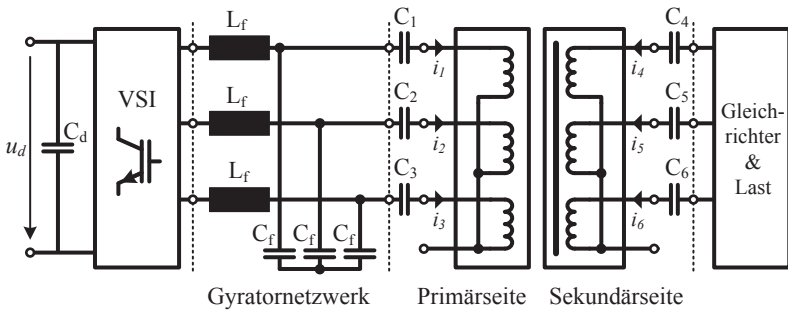 L_f C_1 C_4
VSI i_1 i_4
L_f C_2 C_5
u_d C_d i_2 i_5 Gleich-
richter
&
Last
L_f C_3 C_6
C_f C_f C_f i_3 i_6
Gyratornetzwerk Primärseite Sekundärseite